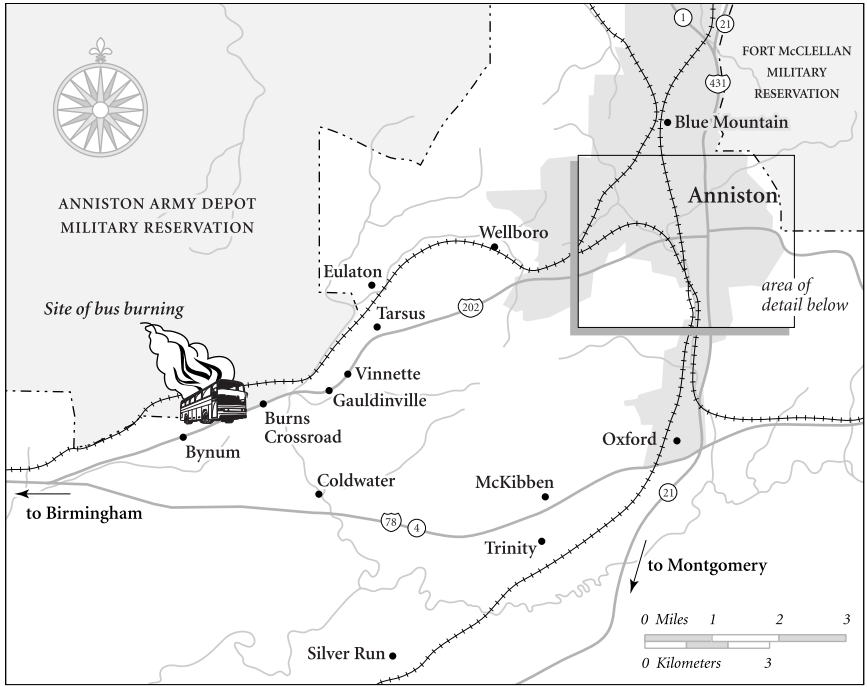 1
21
FORT McCLELLAN
MILITARY
RESERVATION
431
Blue Mountain
ANNISTON ARMY DEPOT
MILITARY RESERVATION
Anniston
Wellboro
Eulaton
area of
detail below
Site of bus burning
202
Tarsus
Vinnette
Gauldinville
Burns
Crossroad
Bynum
Oxford
Coldwater
McKibben
21
to Birmingham
78
4
Trinity
to Montgomery
0 Miles 1 2 3
0 Kilometers 3
Silver Run